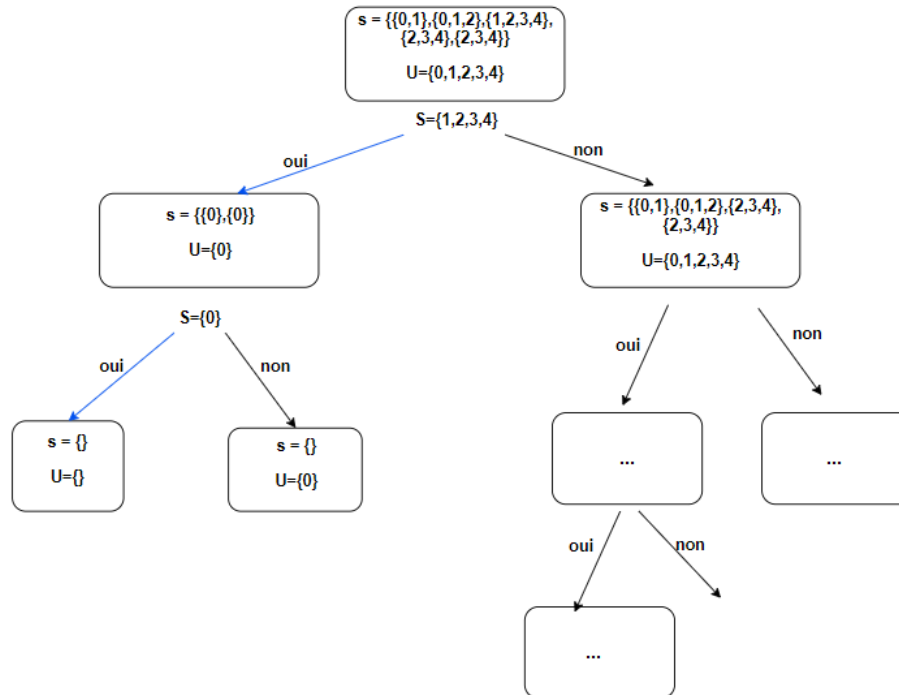 s = {{0,1},{0,1,2},{1,2,3,4},
{2,3,4},{2,3,4}}
U={0,1,2,3,4}
S={1,2,3,4}
oui
non
s = {{0},{0}}
U={0}
s = {{0,1},{0,1,2},{2,3,4},
{2,3,4}}
U={0,1,2,3,4}
S={0}
oui
non
oui
non
s = {}
U={}
s = {}
U={0}
...
...
oui
non
...